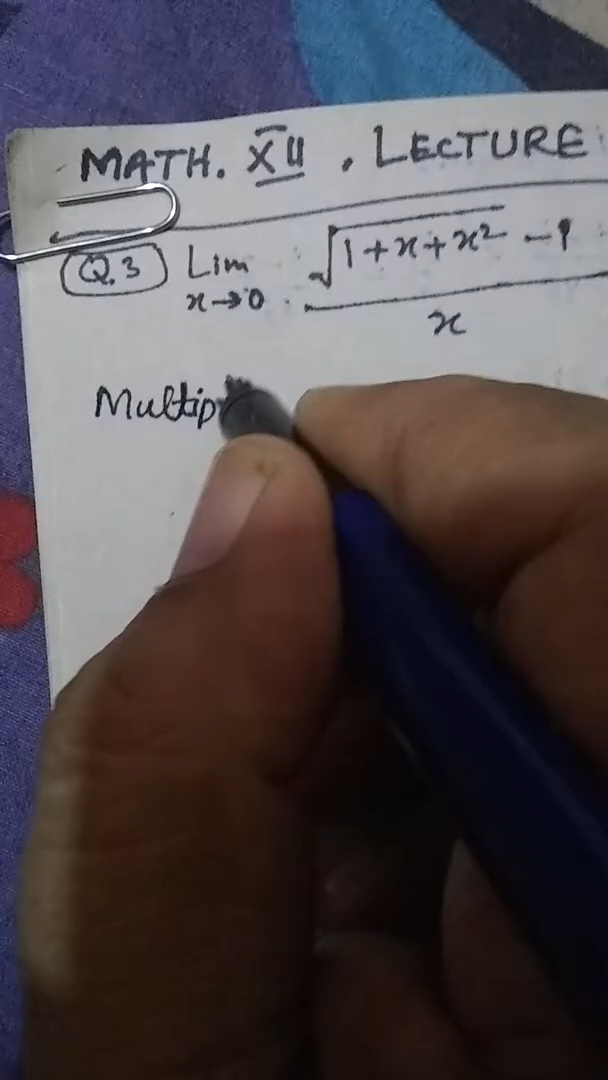 MATH. XII. LECTURE
Q.3 Lim x→0 √(1+x+x²) -1 / x
Multip